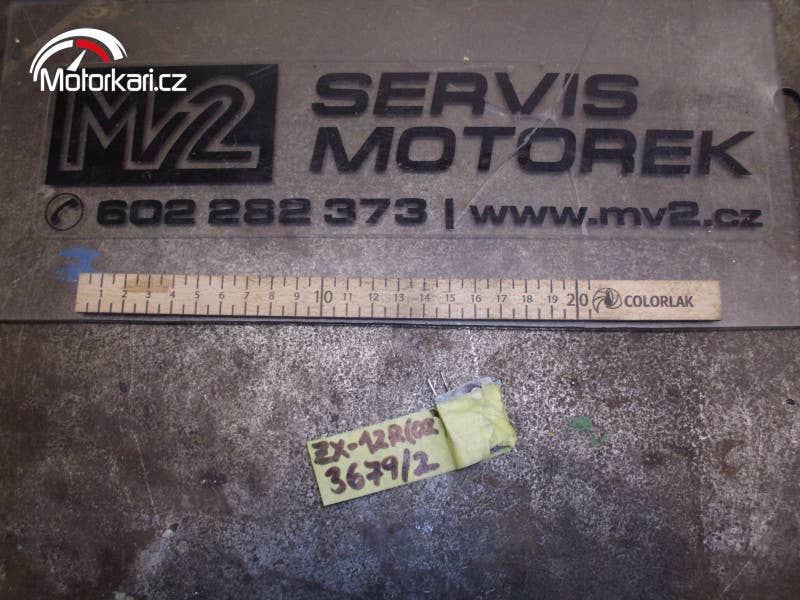 Motorkari.cz
MV2
SERVIS
MOTOREK
602 282 373 | www.mv2.cz
1 2 3 4 5 6 7 8 9 10 11 12 13 14 15 16 17 18 19 20 COLORLAK
ZX-12R(02
3679/2